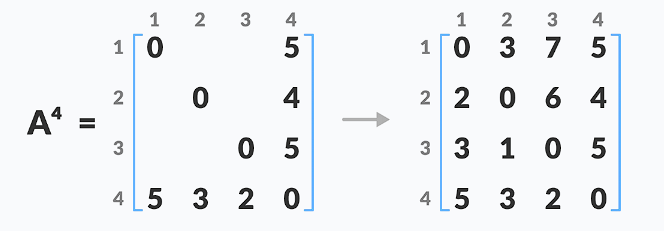 1 2 3 4 1 2 3 4
1 0 5 1 0 3 7 5
2 0 4 2 2 0 6 4
A⁴ =
3 0 5 3 3 1 0 5
4 5 3 2 0 4 5 3 2 0